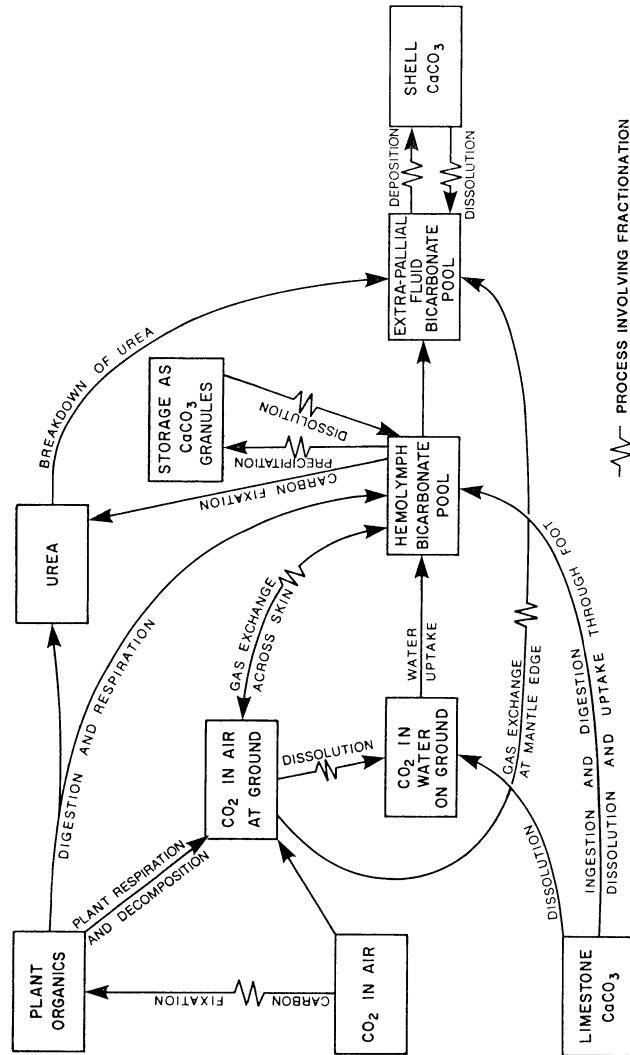 PLANT
ORGANICS
CO2 IN AIR
LIMESTONE
CaCO3
CARBON
FIXATION
PLANT RESPIRATION
AND DECOMPOSITION
DIGESTION AND RESPIRATION
UREA
BREAKDOWN OF UREA
CO2 IN AIR
AT GROUND
GAS EXCHANGE
ACROSS SKIN
DISSOLUTION
CO2 IN
WATER
ON GROUND
WATER
UPTAKE
DISSOLUTION
GAS EXCHANGE
AT MANTLE EDGE
INGESTION AND DIGESTION
DISSOLUTION AND UPTAKE THROUGH FOOT
STORAGE AS
CaCO3
GRANULES
CARBON FIXATION
PRECIPITATION
DISSOLUTION
HEMOLYMPH
BICARBONATE
POOL
EXTRA-PALLIAL
FLUID
BICARBONATE
POOL
DEPOSITION
DISSOLUTION
SHELL
CaCO3
PROCESS INVOLVING FRACTIONATION